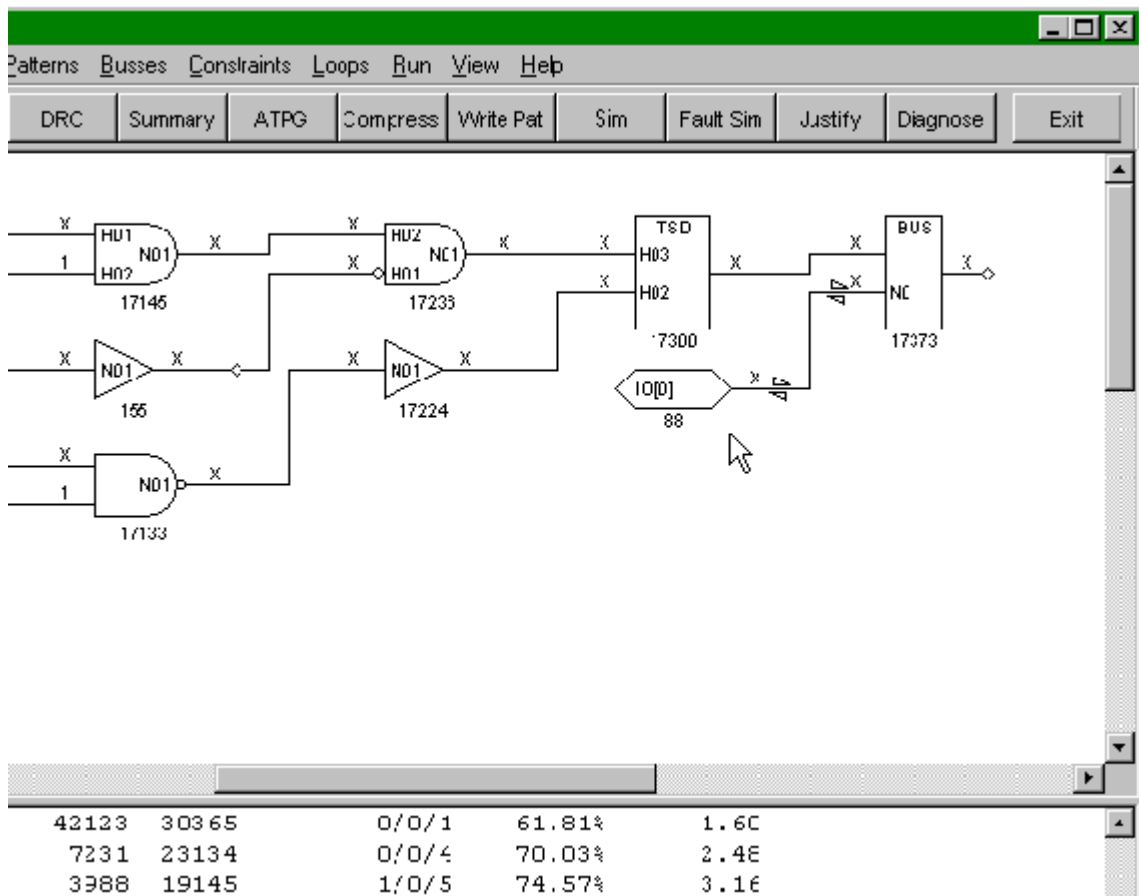 Patterns Busses Constraints Loops Run View Help
DRC Summary ATPG Compress Write Pat Sim Fault Sim Justify Diagnose Exit
X H01 N01 X
1 H02
17145
X H02 N01 X
X H01
17238
X TSD X
H03
X H02
17300
X BUS X
X NC
17373
X N01 X
155
X N01 X
17224
IO[0] X
88
X N01 X
1
17133
42123 30365 0/0/1 61.81% 1.60
7231 23134 0/0/4 70.03% 2.48
3988 19145 1/0/5 74.57% 3.16